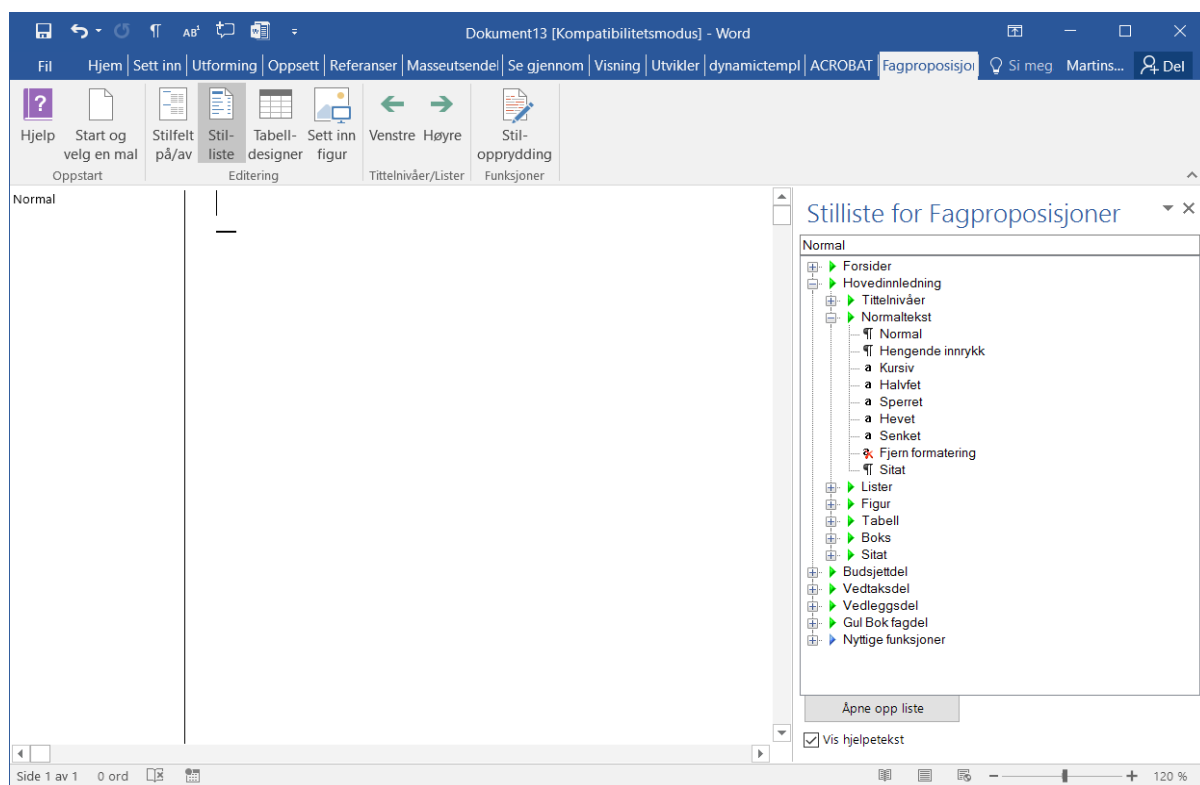 AB¹ Dokument13 [Kompatibilitetsmodus] - Word
Fil Hjem Sett inn Utforming Oppsett Referanser Masseutsendel Se gjennom Visning Utvikler dynamictempl ACROBAT Fagproposisjon Si meg Martins... Del
Hjelp Start og velg en mal Stilfelt på/av Stil-liste Tabell-designer Sett inn figur Venstre Høyre Stil-opprydding
Oppstart Editering Tittelnivåer/Lister Funksjoner
Normal
Stilliste for Fagproposisjoner
Normal
Forsider
Hovedinnledning
Tittelnivåer
Normaltekst
¶ Normal
¶ Hengende innrykk
a Kursiv
a Halvfet
a Sperret
a Hevet
a Senket
a Fjern formatering
¶ Sitat
Lister
Figur
Tabell
Boks
Sitat
Budsjettdel
Vedtaksdel
Vedleggsdel
Gul Bok fagdel
Nyttige funksjoner
Åpne opp liste
Vis hjelpetekst
Side 1 av 1 0 ord 120 %